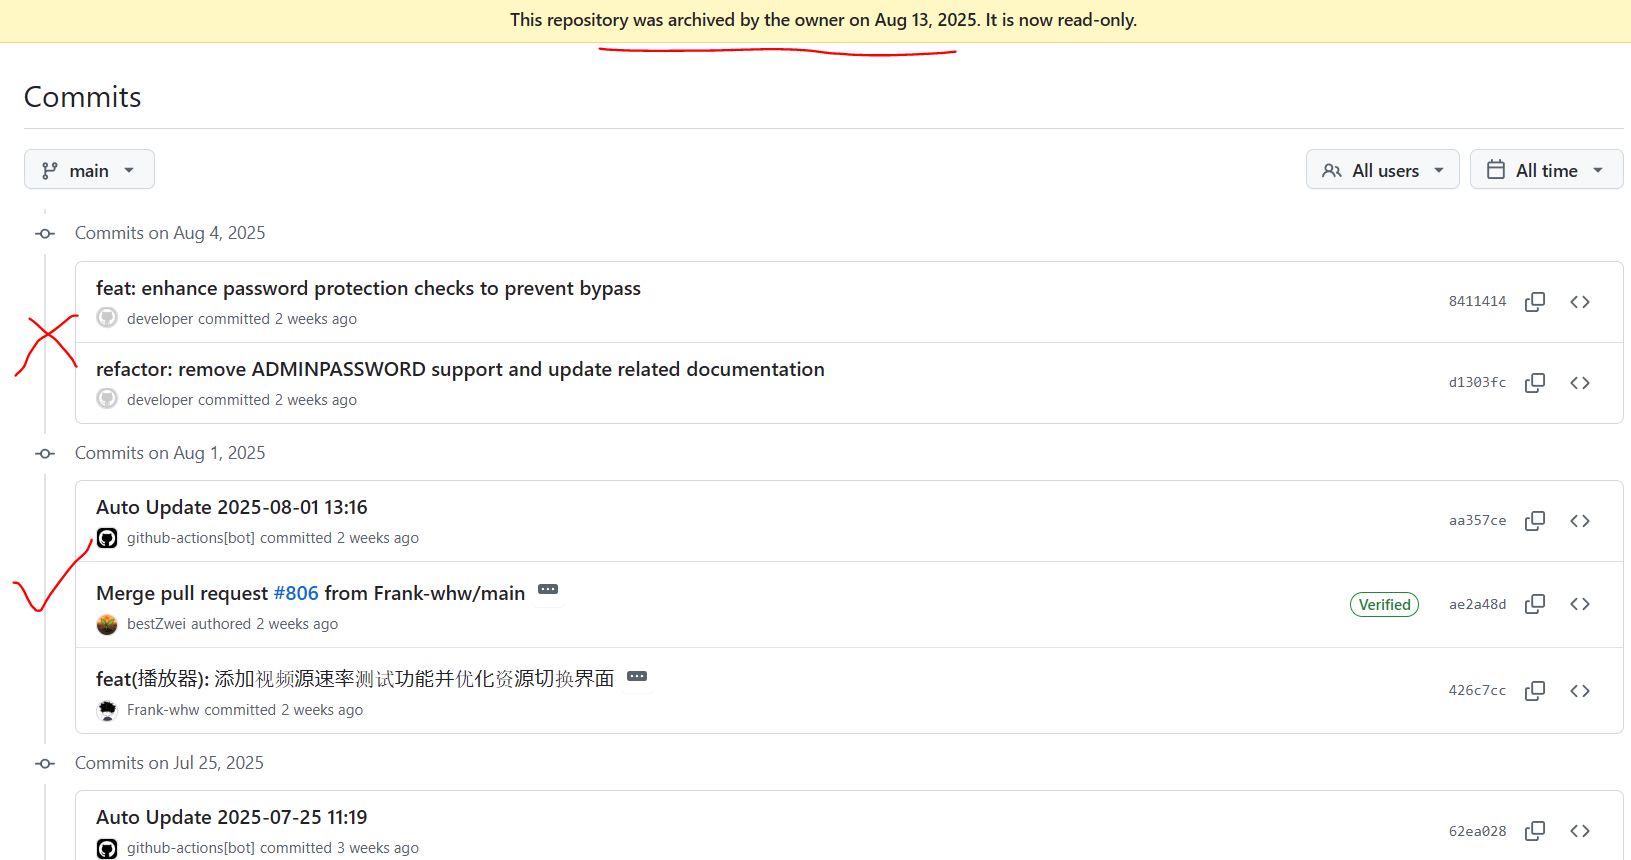 This repository was archived by the owner on Aug 13, 2025. It is now read-only.
Commits
main
All users
All time
Commits on Aug 4, 2025
feat: enhance password protection checks to prevent bypass
8411414
developer committed 2 weeks ago
refactor: remove ADMINPASSWORD support and update related documentation
d1303fc
developer committed 2 weeks ago
Commits on Aug 1, 2025
Auto Update 2025-08-01 13:16
aa357ce
github-actions[bot] committed 2 weeks ago
Merge pull request #806 from Frank-whw/main
Verified
ae2a48d
bestZwei authored 2 weeks ago
feat(播放器): 添加视频源速率测试功能并优化资源切换界面
426c7cc
Frank-whw committed 2 weeks ago
Commits on Jul 25, 2025
Auto Update 2025-07-25 11:19
62ea028
github-actions[bot] committed 3 weeks ago